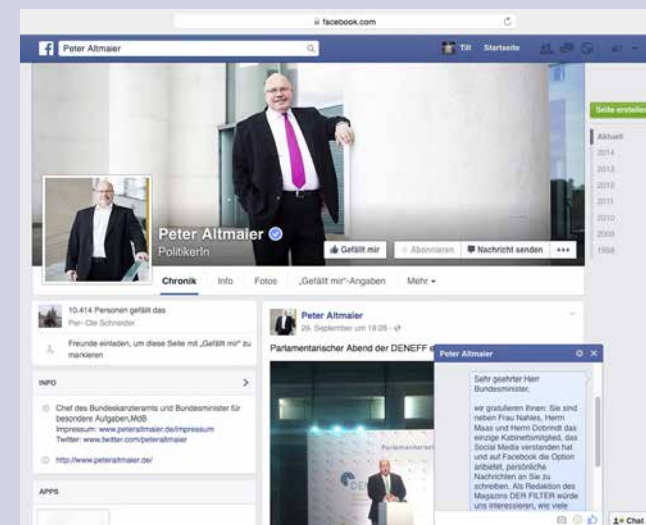 facebook.com
Peter Altmaier
Till Startseite
Seite erstellen
Aktuell
2014
2013
2012
2011
2010
2009
1958
Peter Altmaier
PolitikerIn
Gefällt mir
Abonnieren
Nachricht senden
Chronik Info Fotos „Gefällt mir“-Angaben Mehr
10.414 Personen gefällt das
Per- Ole Schneider
Freunde einladen, um diese Seite mit „Gefällt mir“ zu
markieren
INFO
Chef des Bundeskanzleramts und Bundesminister für
besondere Aufgaben,MdB
Impressum: www.peteraltmaier.de/impressum
Twitter: www.twitter.com/peteraltmaier
http://www.peteraltmaier.de/
APPS
Peter Altmaier
29. September um 19:28
Parlamentarischer Abend der DENEFF
Peter Altmaier
Sehr geehrter Herr
Bundesminister,
wir gratulieren Ihnen: Sie sind
neben Frau Nahles, Herrn
Maas und Herrn Dobrindt das
einzige Kabinettsmitglied, das
Social Media verstanden hat
und auf Facebook die Option
anbietet, persönliche
Nachrichten an Sie zu
schreiben. Als Redaktion des
Magazins DER FILTER würde
uns interessieren, wie viele
Chat